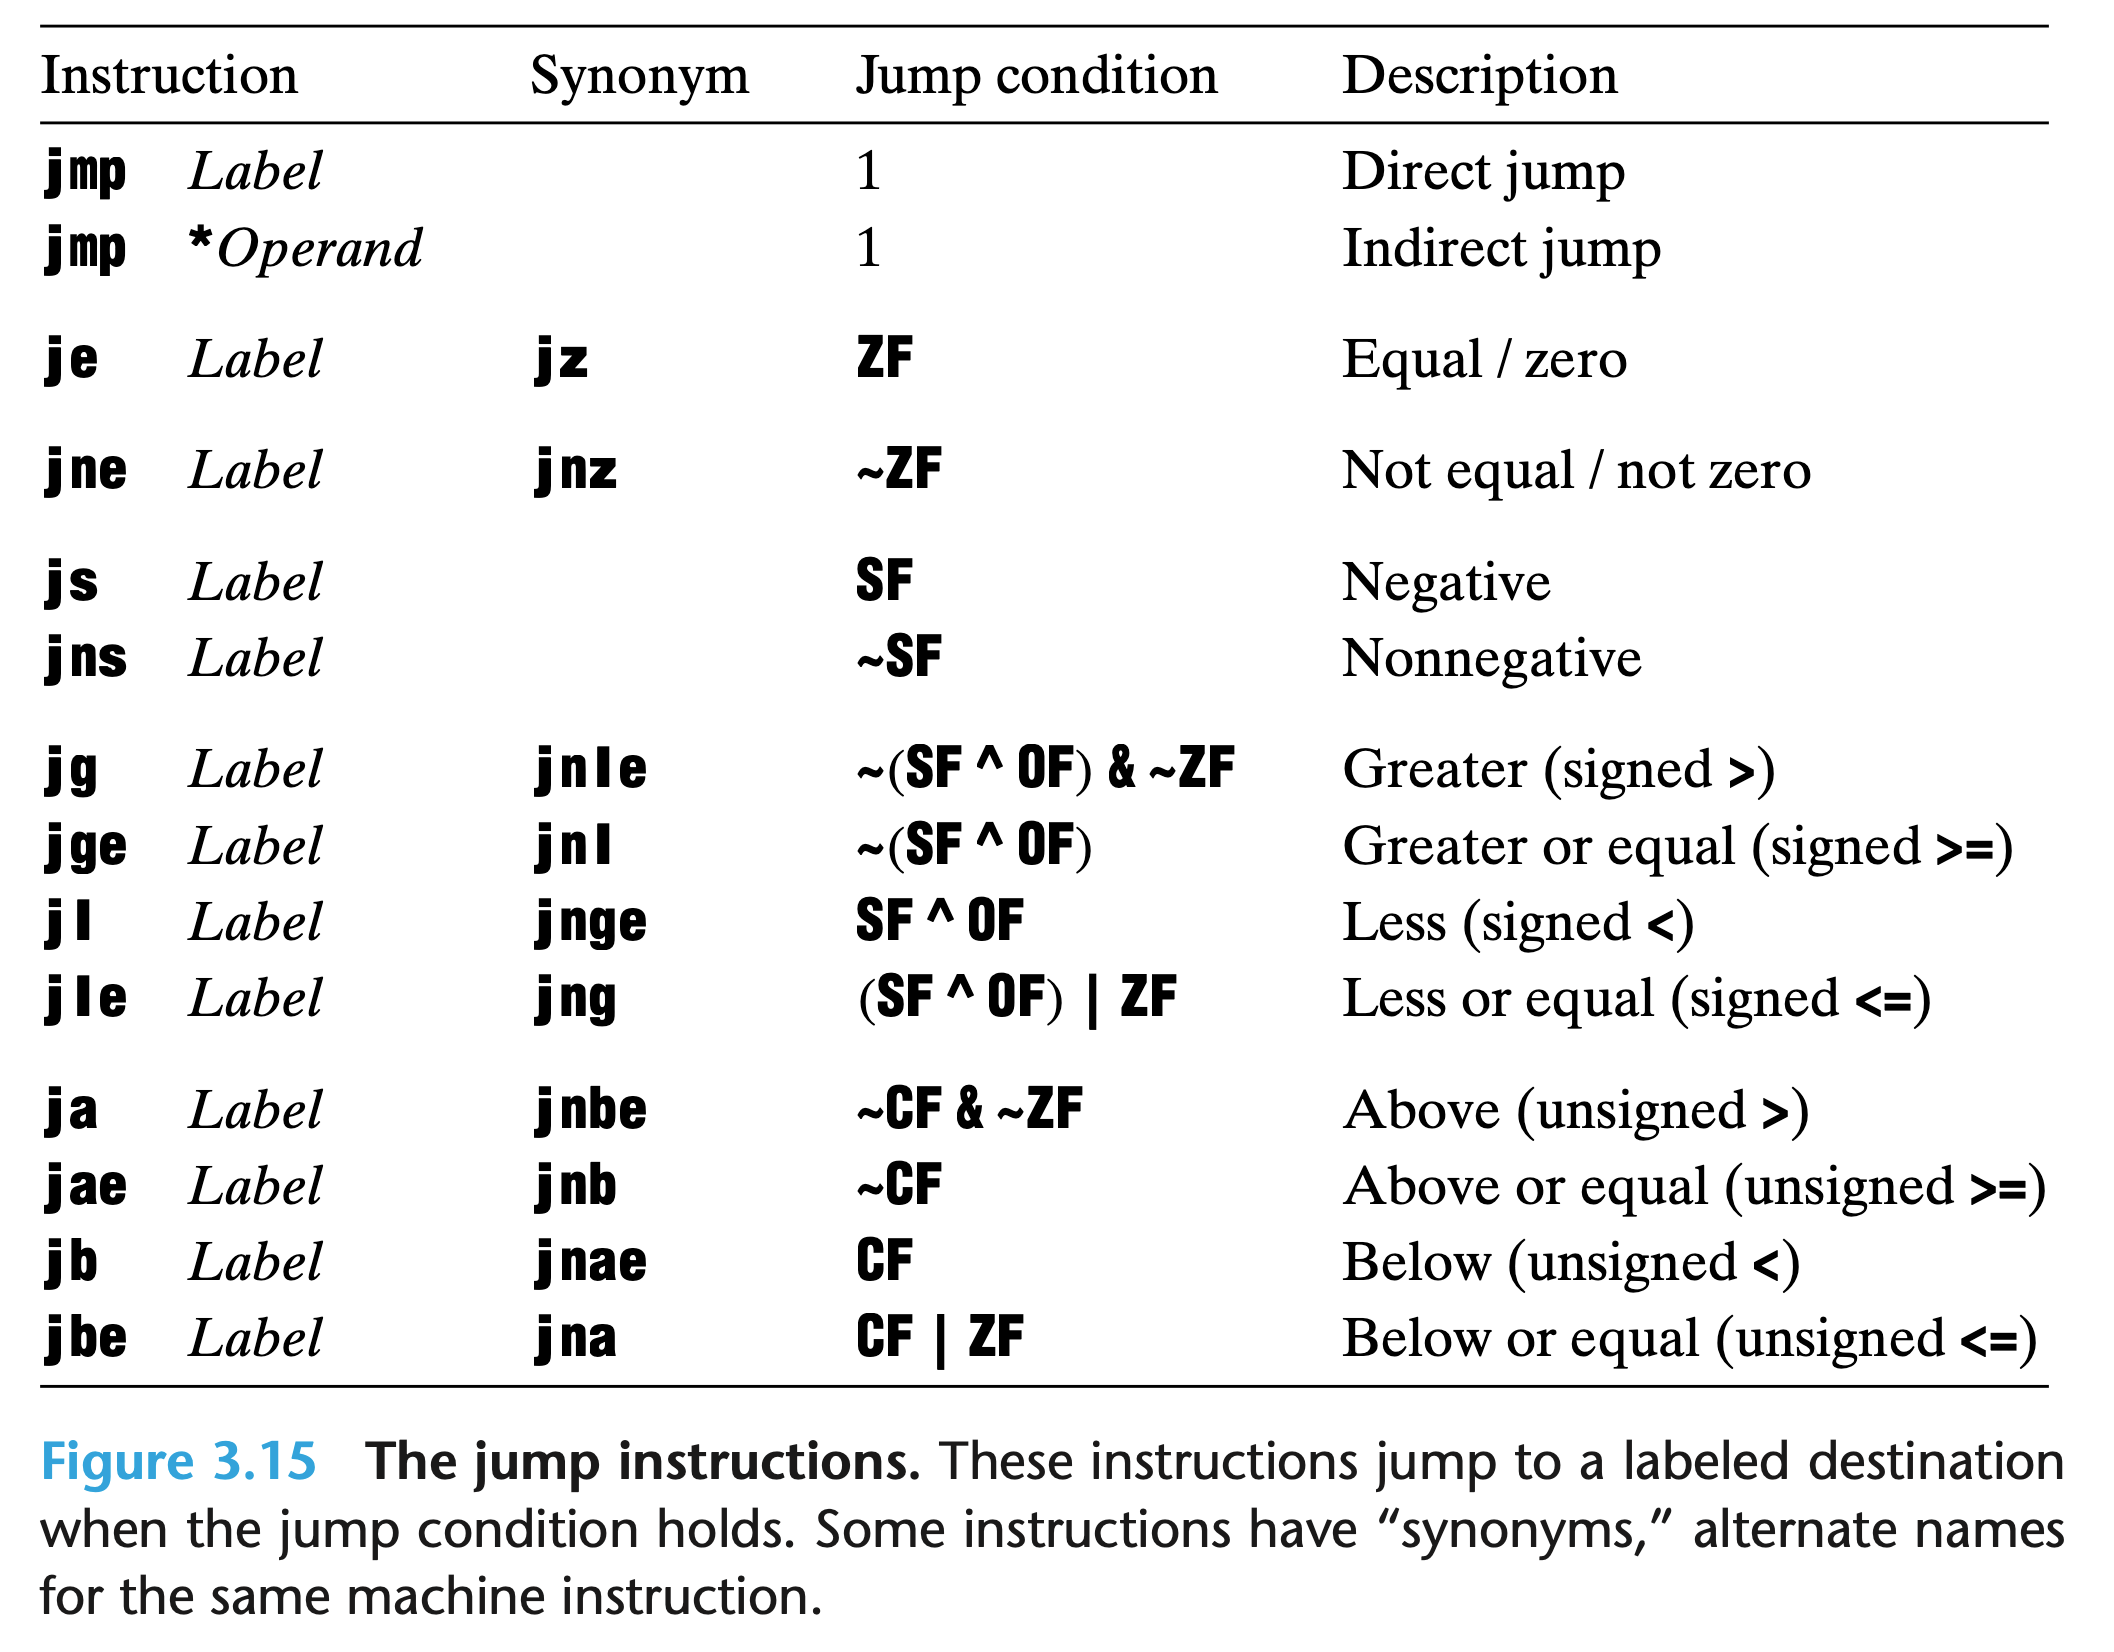 Instruction Synonym Jump condition Description
jmp Label 1 Direct jump
jmp *Operand 1 Indirect jump
je Label jz ZF Equal / zero
jne Label jnz ~ZF Not equal / not zero
js Label SF Negative
jns Label ~SF Nonnegative
jg Label jnle ~(SF ^ OF) & ~ZF Greater (signed >)
jge Label jnl ~(SF ^ OF) Greater or equal (signed >=)
jl Label jnge SF ^ OF Less (signed <)
jle Label jng (SF ^ OF) | ZF Less or equal (signed <=)
ja Label jnbe ~CF & ~ZF Above (unsigned >)
jae Label jnb ~CF Above or equal (unsigned >=)
jb Label jnae CF Below (unsigned <)
jbe Label jna CF | ZF Below or equal (unsigned <=)
Figure 3.15 The jump instructions. These instructions jump to a labeled destination
when the jump condition holds. Some instructions have “synonyms,” alternate names
for the same machine instruction.